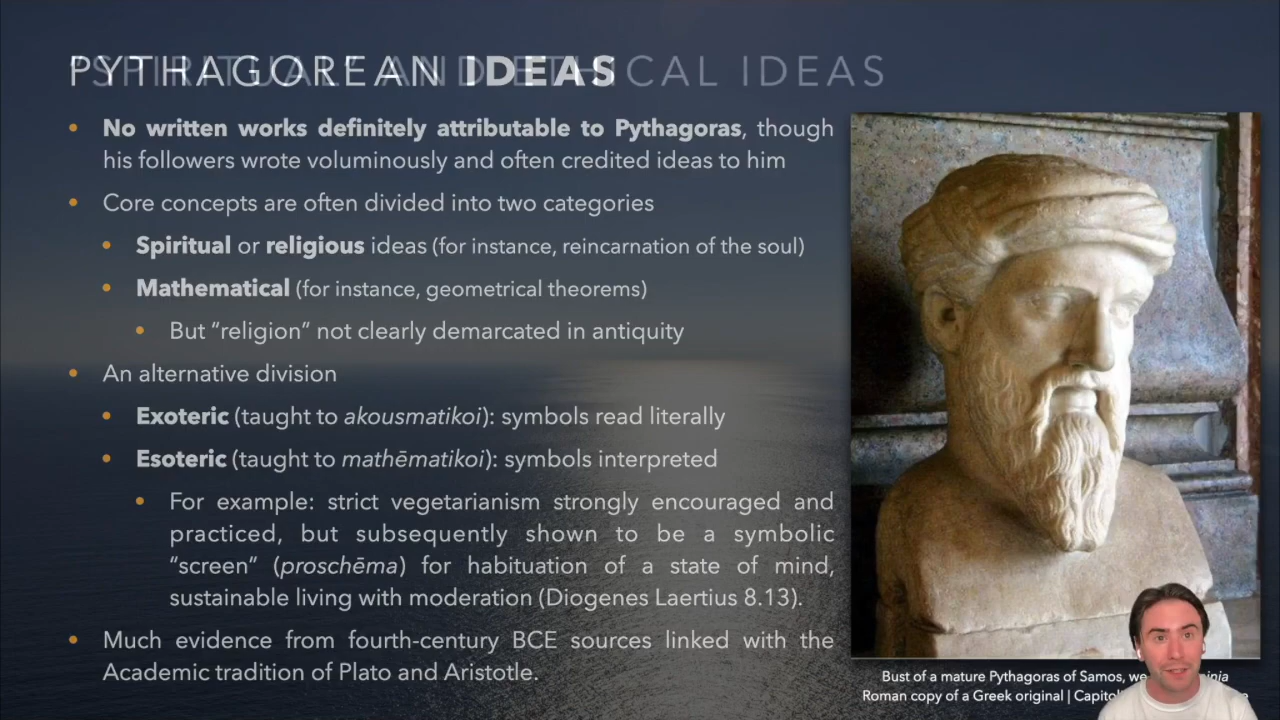 PYTHAGOREAN IDEAS
"SPIRITUAL" AND ETHICAL IDEAS
• No written works definitely attributable to Pythagoras, though
his followers wrote voluminously and often credited ideas to him
• Core concepts are often divided into two categories
• Spiritual or religious ideas (for instance, reincarnation of the soul)
• Mathematical (for instance, geometrical theorems)
• But “religion” not clearly demarcated in antiquity
• An alternative division
• Exoteric (taught to akousmatikoi): symbols read literally
• Esoteric (taught to mathēmatikoi): symbols interpreted
• For example: strict vegetarianism strongly encouraged and
practiced, but subsequently shown to be a symbolic
“screen” (proschēma) for habituation of a state of mind,
sustainable living with moderation (Diogenes Laertius 8.13).
• Much evidence from fourth-century BCE sources linked with the
Academic tradition of Plato and Aristotle.
Bust of a mature Pythagoras of Samos,
Roman copy of a Greek original |